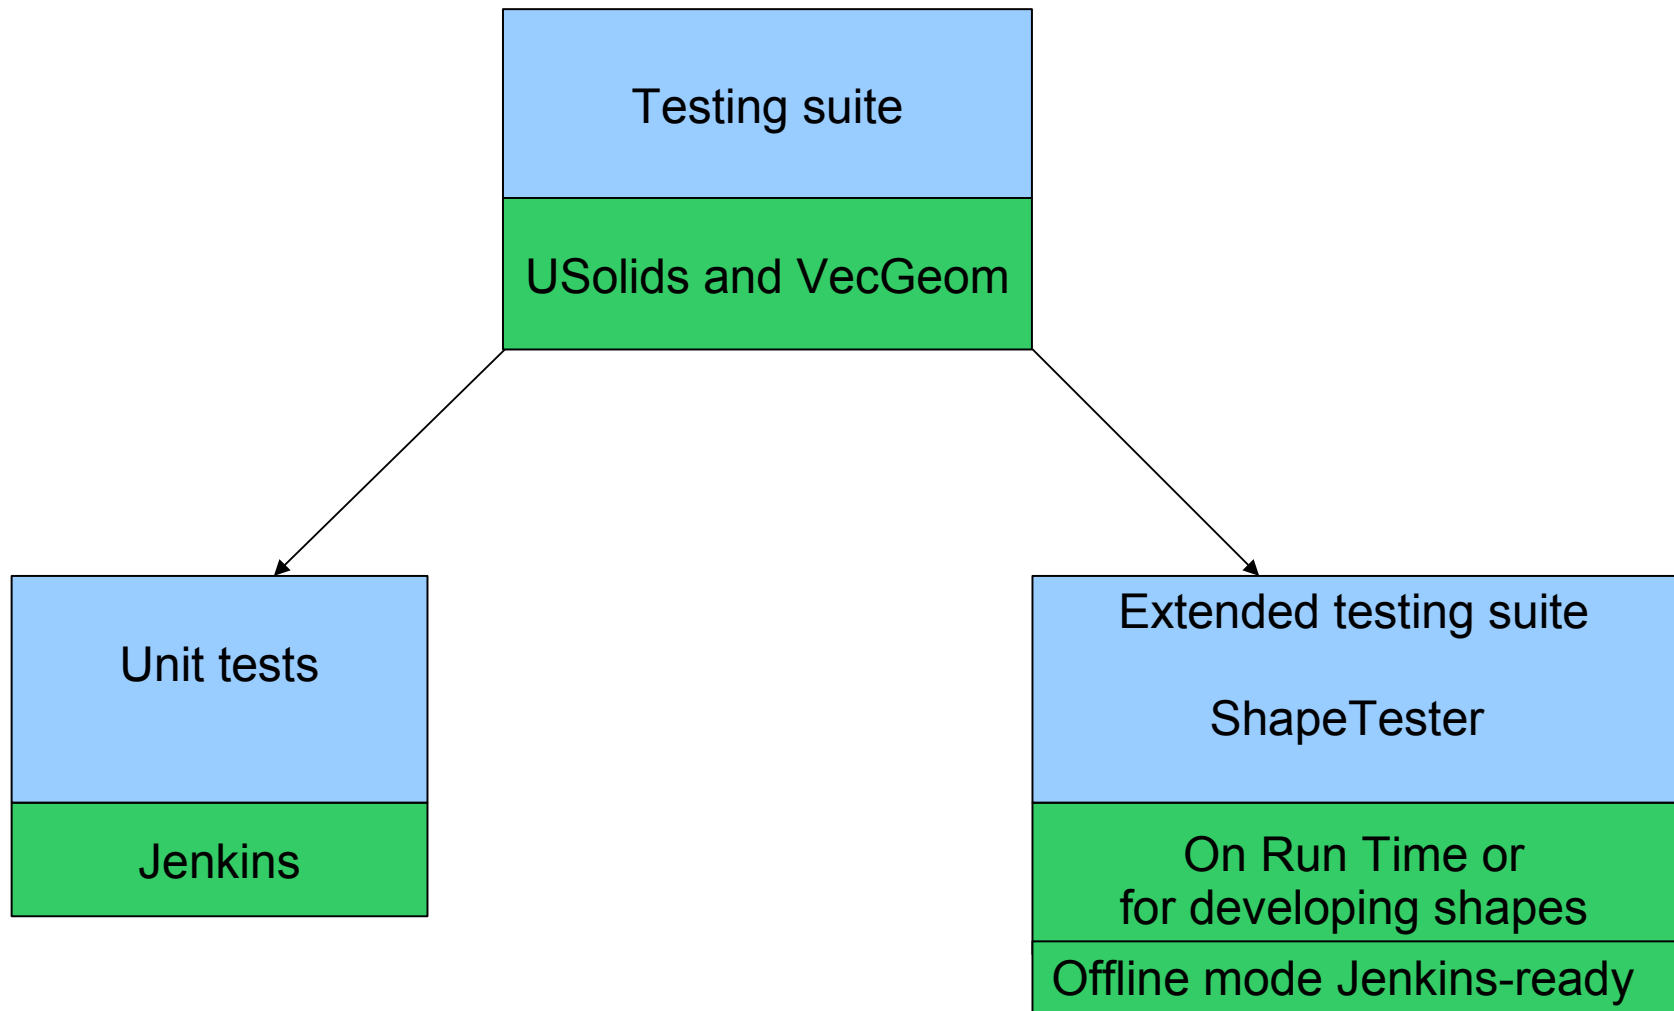 Testing suite
USolids and VecGeom
Unit tests
Jenkins
Extended testing suite
ShapeTester
On Run Time or
for developing shapes
Offline mode Jenkins-ready